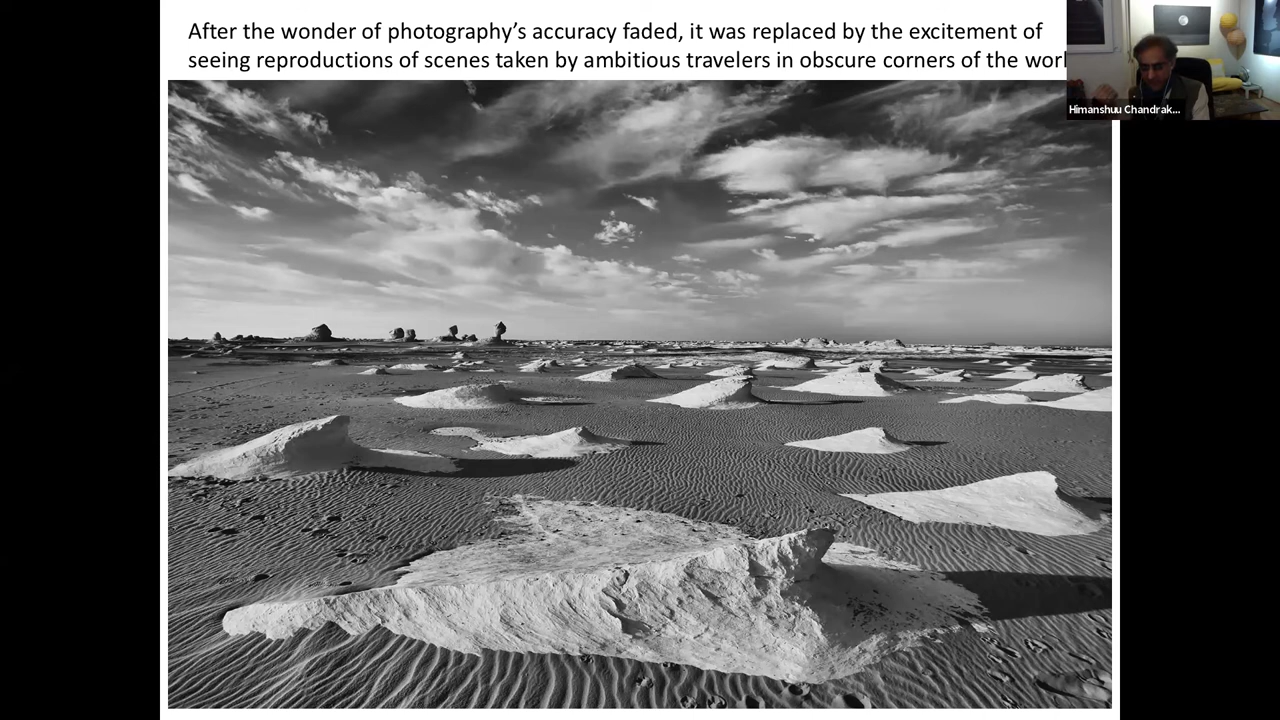 After the wonder of photography’s accuracy faded, it was replaced by the excitement of
seeing reproductions of scenes taken by ambitious travelers in obscure corners of the
Himanshuu Chandrak...